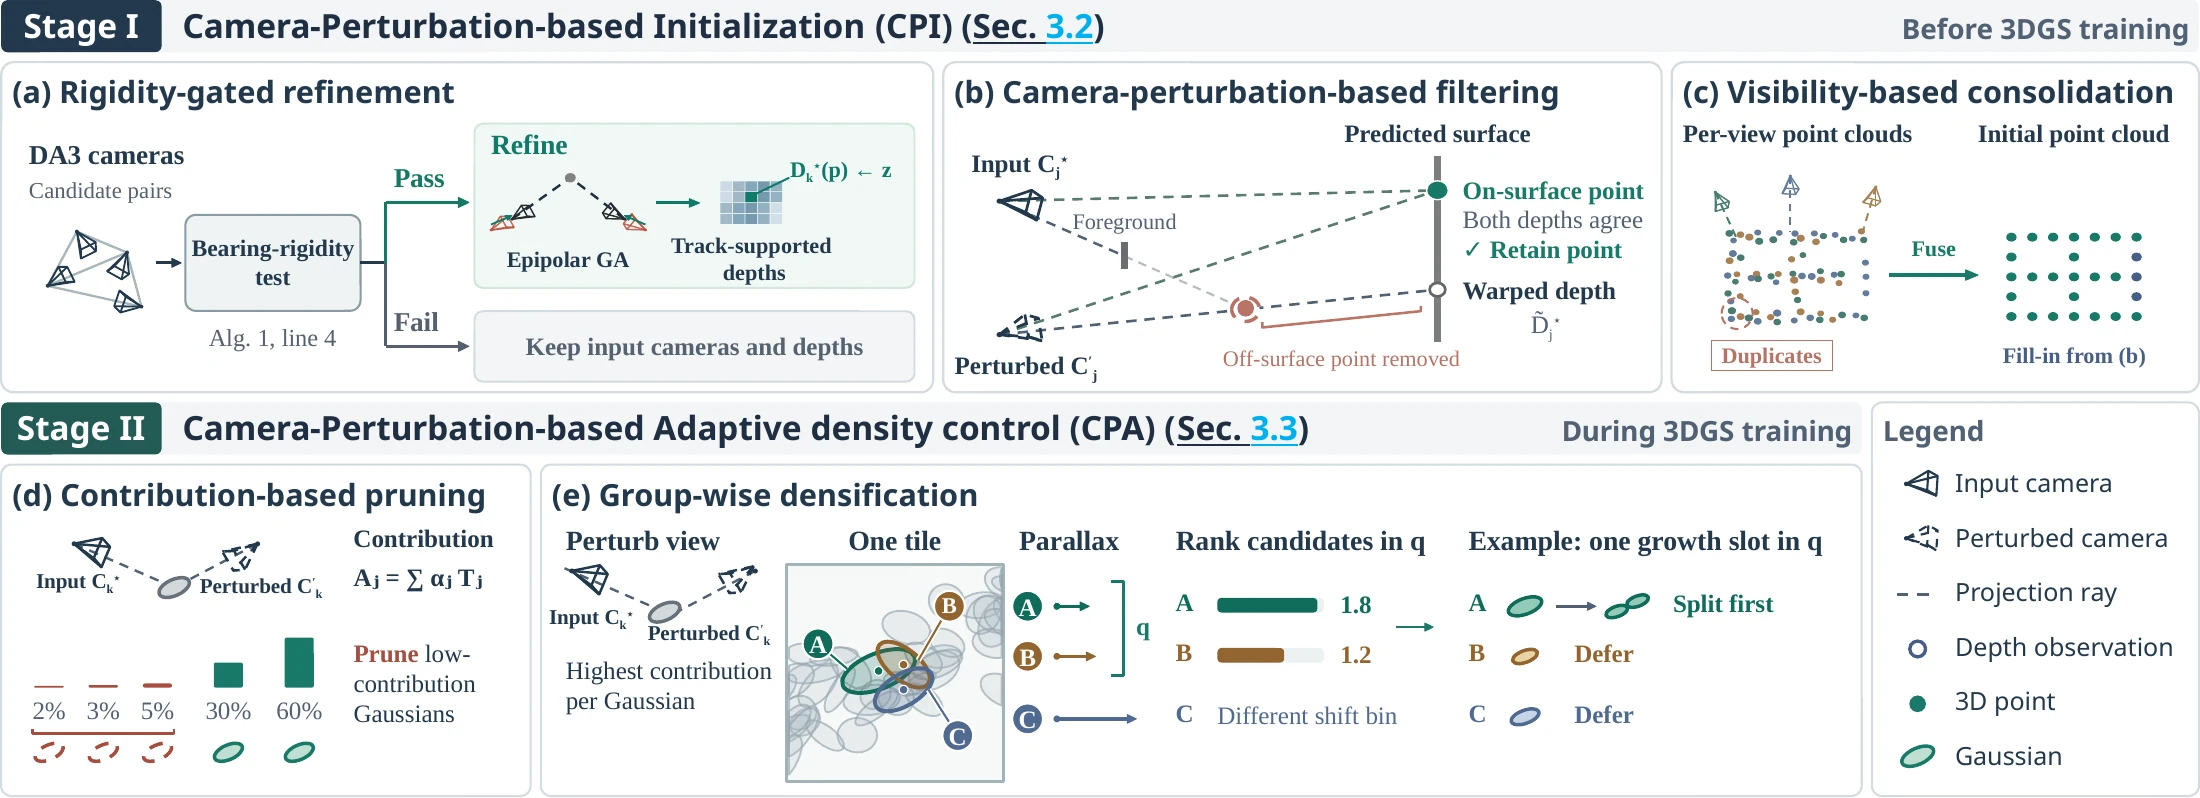 Stage I
Camera-Perturbation-based Initialization (CPI) (Sec. 3.2)
Before 3DGS training
(a) Rigidity-gated refinement
DA3 cameras
Candidate pairs
Bearing-rigidity
test
Alg. 1, line 4
Pass
Fail
Refine
Epipolar GA
D_k^⋆(p) ← z
Track-supported
depths
Keep input cameras and depths
(b) Camera-perturbation-based filtering
Predicted surface
Input C_j^⋆
Foreground
On-surface point
Both depths agree
✓ Retain point
Warped depth
D̃_j^⋆
Perturbed C'_j
Off-surface point removed
(c) Visibility-based consolidation
Per-view point clouds
Initial point cloud
Fuse
Duplicates
Fill-in from (b)
Stage II
Camera-Perturbation-based Adaptive density control (CPA) (Sec. 3.3)
During 3DGS training
(d) Contribution-based pruning
Input C_k^⋆
Perturbed C'_k
Contribution
Aⱼ = ∑ αⱼ Tⱼ
2% 3% 5% 30% 60%
Prune low-
contribution
Gaussians
(e) Group-wise densification
Perturb view
Input C_k^⋆
Perturbed C'_k
Highest contribution
per Gaussian
One tile
A
B
C
Parallax
A
B
C
q
Rank candidates in q
A 1.8
B 1.2
C Different shift bin
Example: one growth slot in q
A Split first
B Defer
C Defer
Legend
Input camera
Perturbed camera
Projection ray
Depth observation
3D point
Gaussian